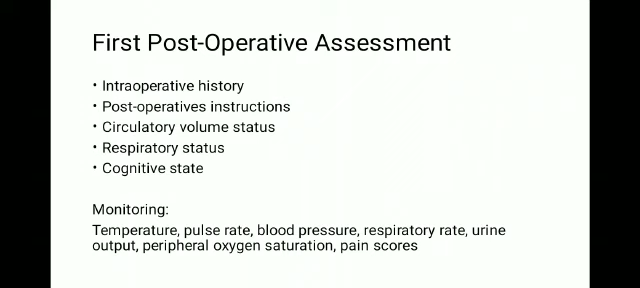 First Post-Operative Assessment
• Intraoperative history
• Post-operatives instructions
• Circulatory volume status
• Respiratory status
• Cognitive state
Monitoring:
Temperature, pulse rate, blood pressure, respiratory rate, urine
output, peripheral oxygen saturation, pain scores